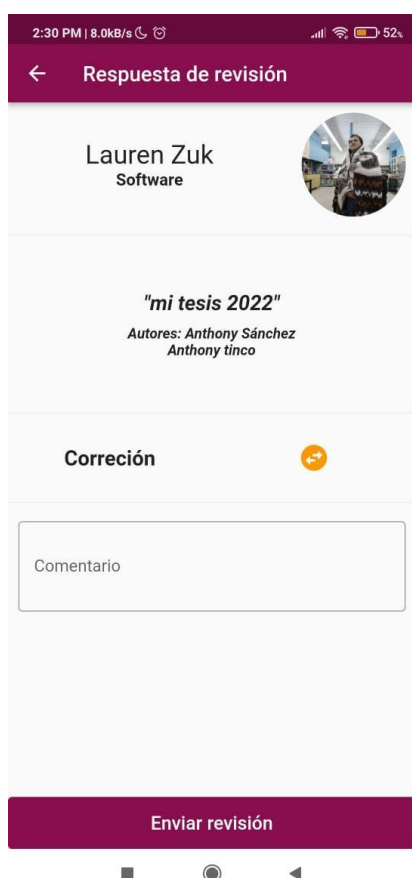 2:30 PM | 8.0kB/s 52%
Respuesta de revisión
Lauren Zuk
Software
"mi tesis 2022"
Autores: Anthony Sánchez
Anthony tinco
Correción
Comentario
Enviar revisión